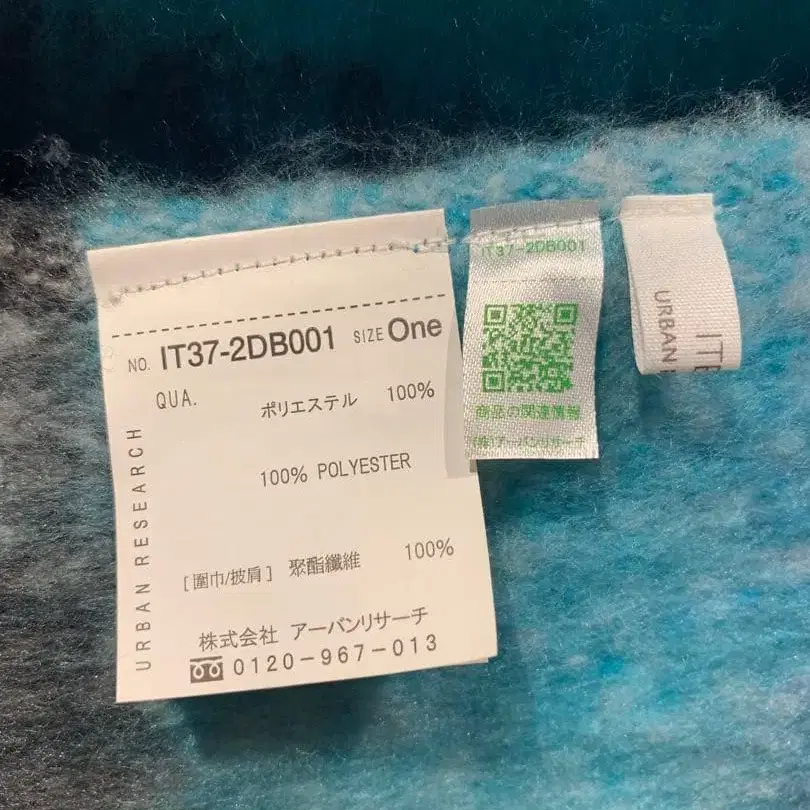 NO. IT37-2DB001 SIZE One
QUA.
ポリエステル 100%
100% POLYESTER
[圍巾/披肩] 聚酯纖維 100%
株式会社 アーバンリサーチ
0120-967-013
URBAN RESEARCH
IT37-2DB001
商品の関連情報
(株)アーバンリサーチ
ITE
URBAN